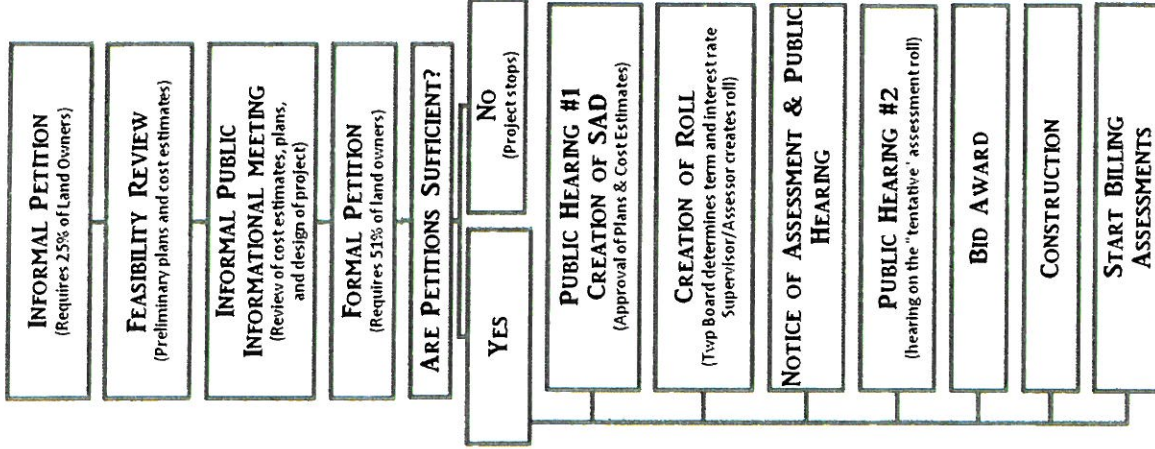 INFORMAL PETITION
(Requires 25% of Land Owners)
FEASIBILITY REVIEW
(Preliminary plans and cost estimates)
INFORMAL PUBLIC
INFORMATIONAL MEETING
(Review of cost estimates, plans,
and design of project)
FORMAL PETITION
(Requires 51% of land owners)
ARE PETITIONS SUFFICIENT?
YES
NO
(Project stops)
PUBLIC HEARING #1
CREATION OF SAD
(Approval of Plans & Cost Estimates)
CREATION OF ROLL
(Twp Board determines term and interest rate
Supervisor/Assessor creates roll)
NOTICE OF ASSESSMENT & PUBLIC
HEARING
PUBLIC HEARING #2
(hearing on the "tentative' assessment roll)
BID AWARD
CONSTRUCTION
START BILLING
ASSESSMENTS